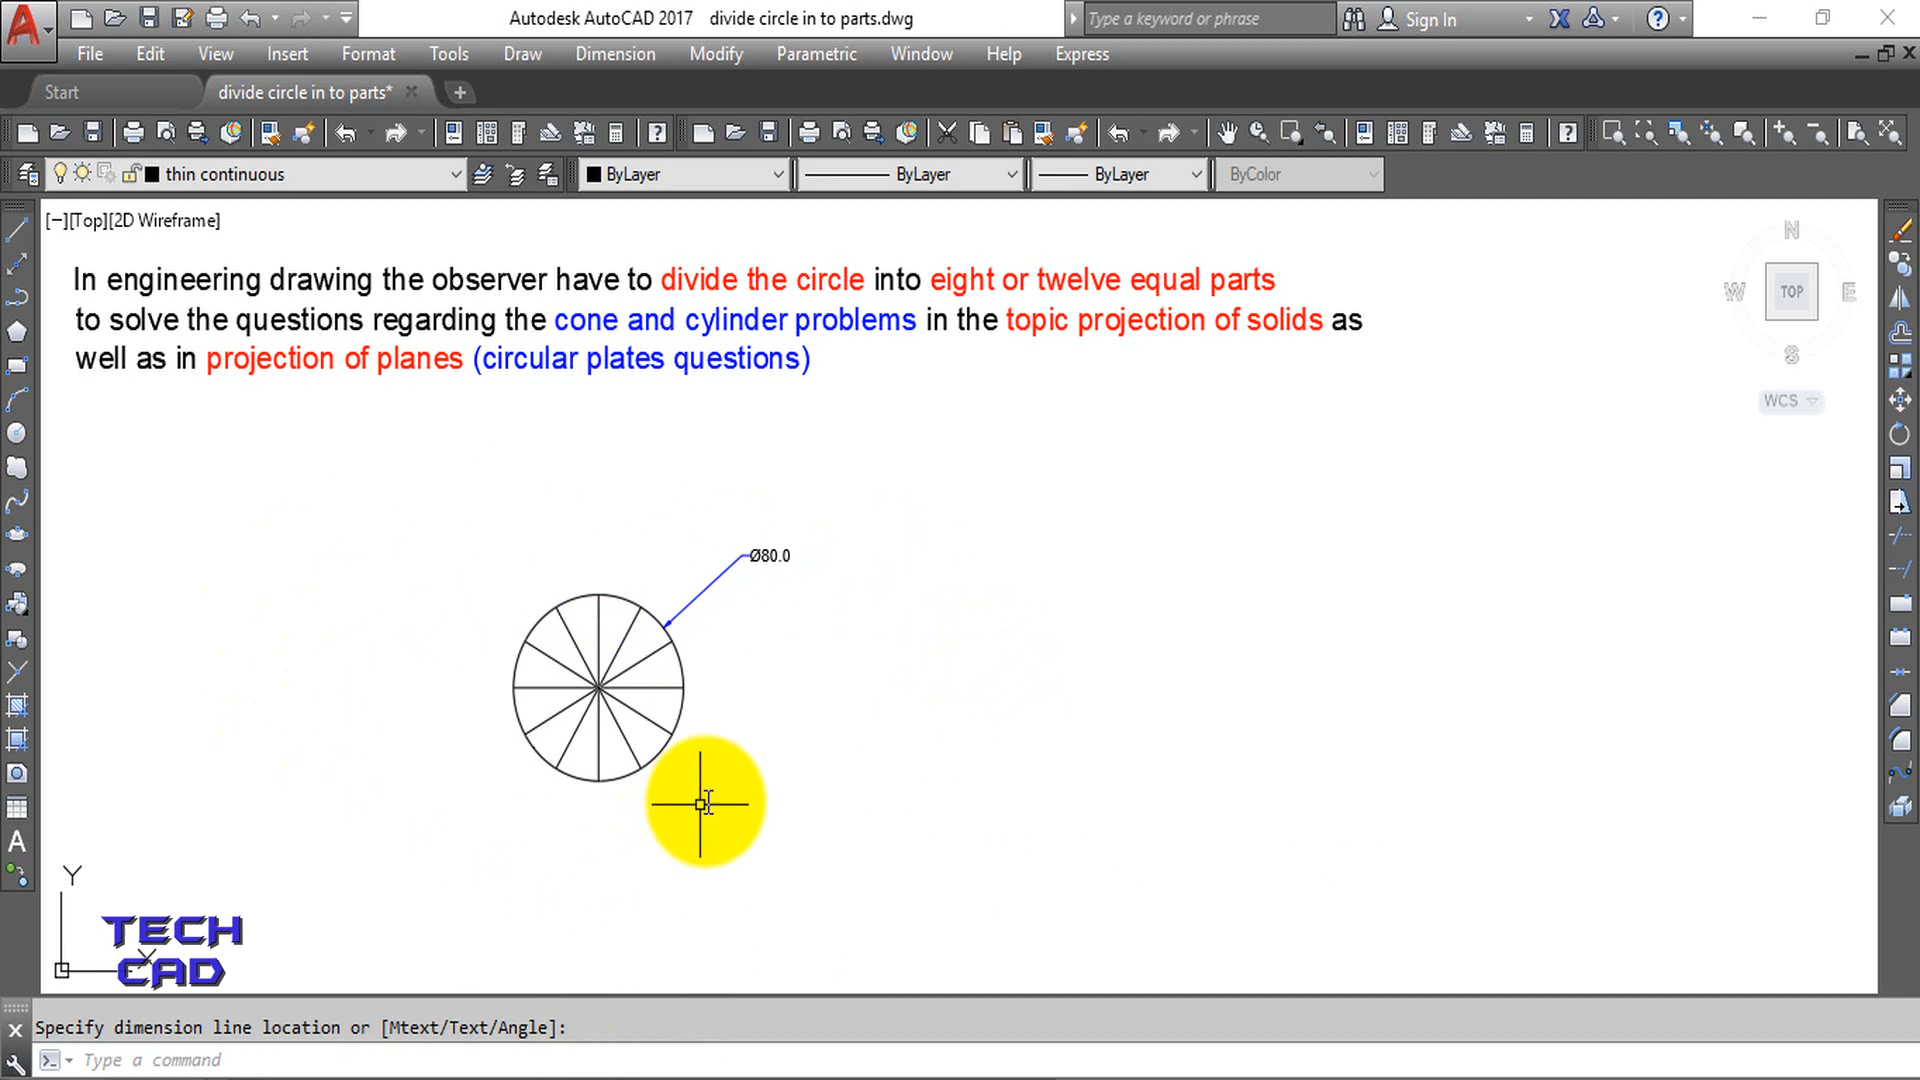 Autodesk AutoCAD 2017 divide circle in to parts.dwg
Type a keyword or phrase
Sign In
File Edit View Insert Format Tools Draw Dimension Modify Parametric Window Help Express
Start
divide circle in to parts*
thin continuous
ByLayer
ByLayer
ByLayer
ByColor
[−][Top][2D Wireframe]
In engineering drawing the observer have to divide the circle into eight or twelve equal parts
to solve the questions regarding the cone and cylinder problems in the topic projection of solids as
well as in projection of planes (circular plates questions)
N
W
TOP
E
S
WCS
Ø80.0
Y
X
TECH
CAD
Specify dimension line location or [Mtext/Text/Angle]:
Type a command